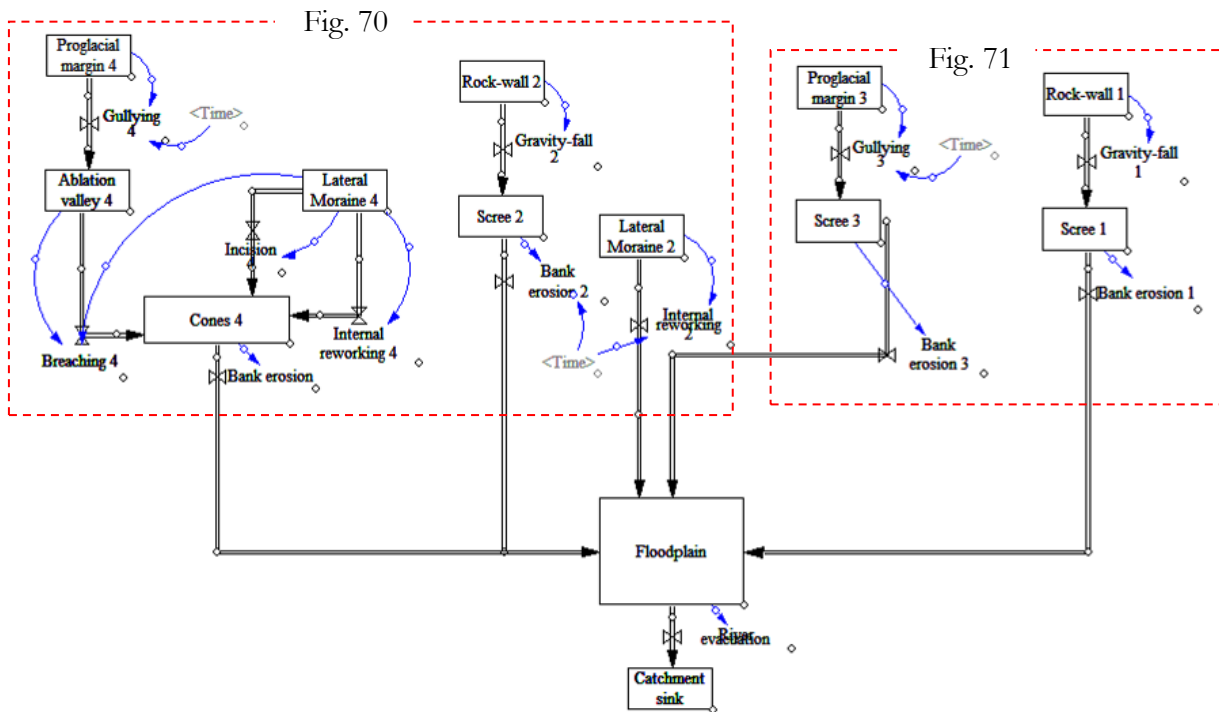 Fig. 70
Fig. 71
Proglacial
margin 4
Gullying
4
<Time>
Ablation
valley 4
Lateral
Moraine 4
Incision
4
Cones 4
Breaching 4
Internal
reworking 4
Bank erosion
Rock-wall 2
Gravity-fall
2
Scree 2
Bank
erosion 2
Lateral
Moraine 2
Internal
reworking
2
<Time>
Proglacial
margin 3
Gullying
3
<Time>
Scree 3
Bank
erosion 3
Rock-wall 1
Gravity-fall
1
Scree 1
Bank erosion 1
Floodplain
River
evacuation
Catchment
sink